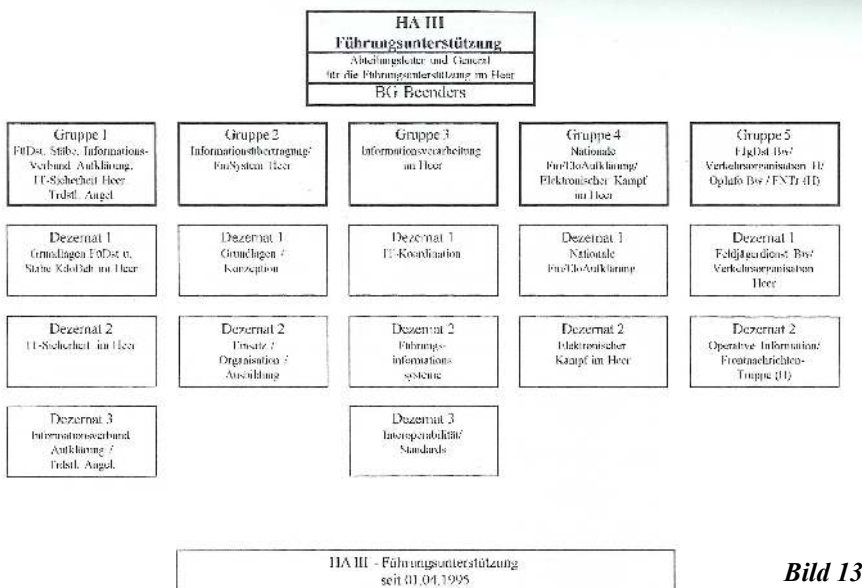 HA III
Führungsunterstützung
Abteilungsleiter und General
für die Führungsunterstützung im Heer
BG Beenders
Gruppe 1
FüDst. Stäbe, Informations-
Verbund Aufklärung,
IT-Sicherheit Heer
Trdstl. Angel
Gruppe 2
Informationsübertragung/
FmSystem Heer
Gruppe 3
Informationsverarbeitung
im Heer
Gruppe 4
Nationale
Fm/EloAufklärung/
Elektronischer Kampf
im Heer
Gruppe 5
FJgDst Bw/
Verkehrsorganisation H/
OpInfo Bw / FNTr (H)
Dezernat 1
Grundlagen FüDst u.
Stäbe KdoBeh im Heer
Dezernat 1
Grundlagen /
Konzeption
Dezernat 1
IT-Koordination
Dezernat 1
Nationale
Fm/EloAufklärung
Dezernat 1
Feldjägerdienst Bw/
Verkehrsorganisation
Heer
Dezernat 2
IT-Sicherheit im Heer
Dezernat 2
Einsatz /
Organisation /
Ausbildung
Dezernat 2
Führungs-
informations
systeme
Dezernat 2
Elektronischer
Kampf im Heer
Dezernat 2
Operative Information/
Frontnachrichten-
Truppe (H)
Dezernat 3
Informationsverbund
Aufklärung /
Trdstl. Angel.
Dezernat 3
Interoperabilität/
Standards
HA III - Führungsunterstützung
seit 01.04.1995
Bild 13